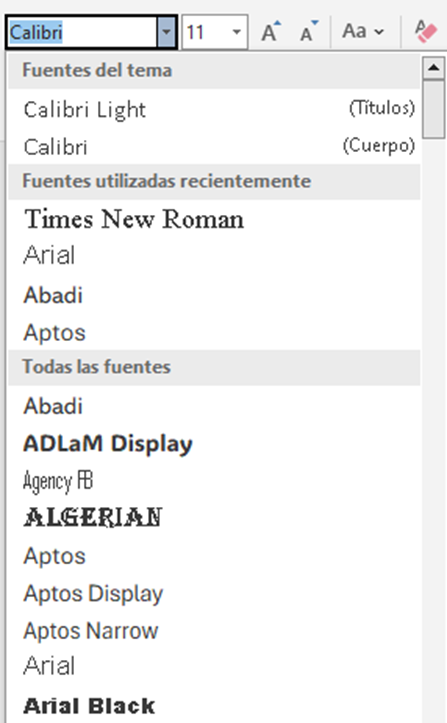 Calibri 11 A A Aa A
Fuentes del tema
Calibri Light (Títulos)
Calibri (Cuerpo)
Fuentes utilizadas recientemente
Times New Roman
Arial
Abadi
Aptos
Todas las fuentes
Abadi
ADLaM Display
Agency FB
ALGERIAN
Aptos
Aptos Display
Aptos Narrow
Arial
Arial Black